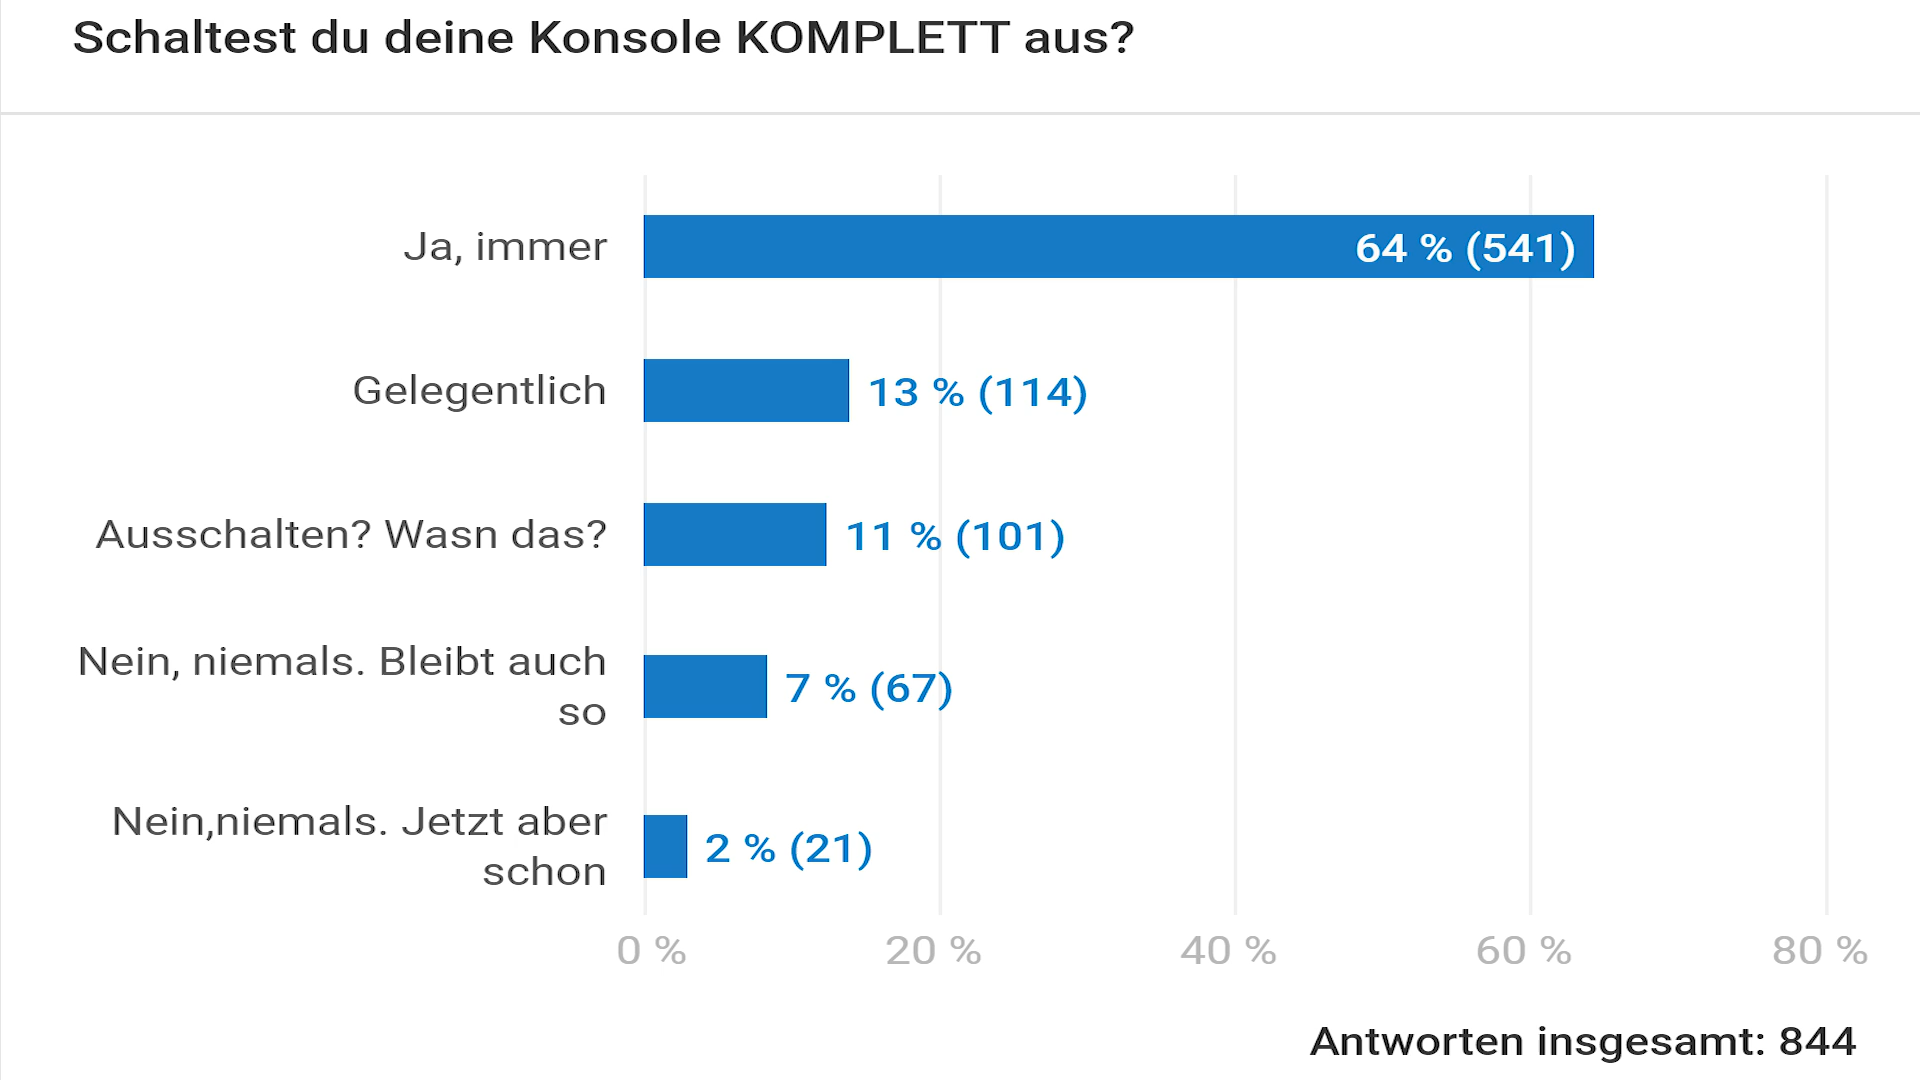 Schaltest du deine Konsole KOMPLETT aus?
Ja, immer
64 % (541)
Gelegentlich
13 % (114)
Ausschalten? Wasn das?
11 % (101)
Nein, niemals. Bleibt auch
so
7 % (67)
Nein,niemals. Jetzt aber
schon
2 % (21)
0 %
20 %
40 %
60 %
80 %
Antworten insgesamt: 844